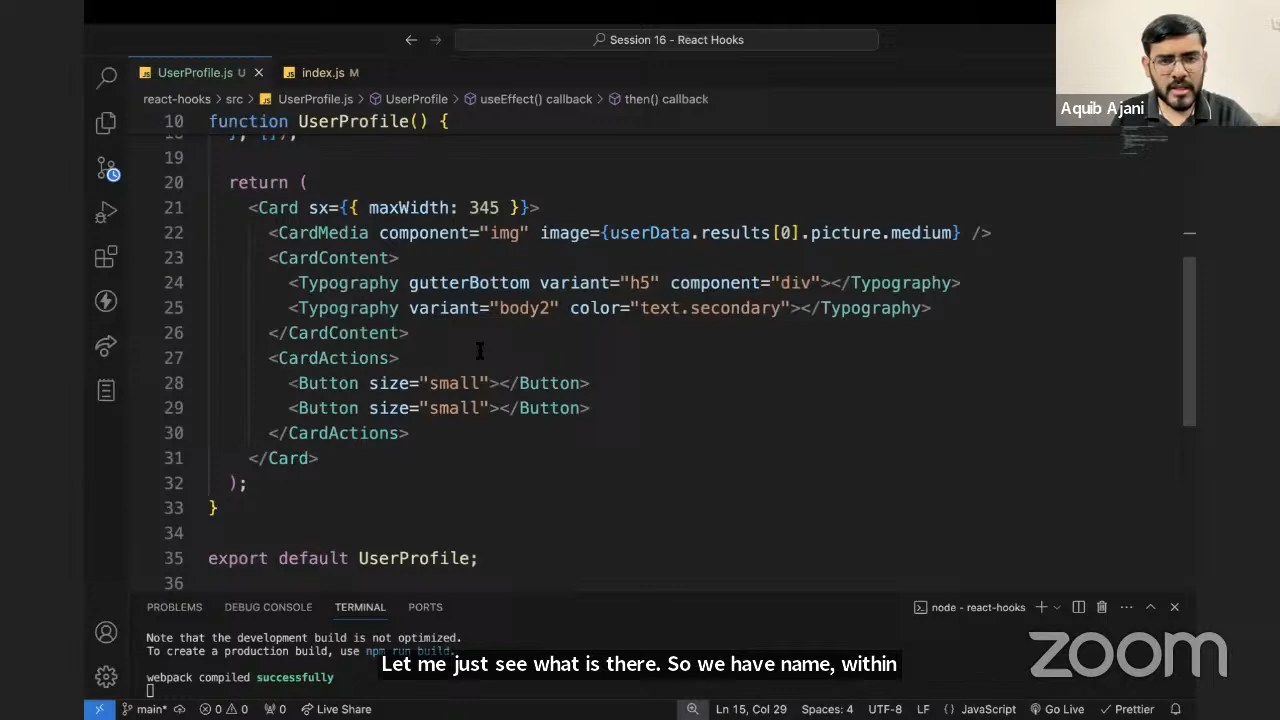 Session 16 - React Hooks
UserProfile.js U
index.js M
react-hooks > src > UserProfile.js > UserProfile > useEffect() callback > then() callback
Aquib Ajani
10 function UserProfile() {
18 }, []);
19
20 return (
21 <Card sx={{ maxWidth: 345 }}>
22 <CardMedia component="img" image={userData.results[0].picture.medium} />
23 <CardContent>
24 <Typography gutterBottom variant="h5" component="div"></Typography>
25 <Typography variant="body2" color="text.secondary"></Typography>
26 </CardContent>
27 <CardActions>
28 <Button size="small"></Button>
29 <Button size="small"></Button>
30 </CardActions>
31 </Card>
32 );
33 }
34
35 export default UserProfile;
36
PROBLEMS DEBUG CONSOLE TERMINAL PORTS
node - react-hooks
Note that the development build is not optimized.
To create a production build, use npm run build.
webpack compiled successfully
Let me just see what is there. So we have name, within
zoom
main* 0 0 0 Live Share
Ln 15, Col 29 Spaces: 4 UTF-8 LF {} JavaScript Go Live Prettier